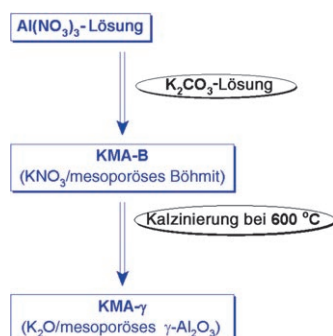 Al(NO₃)₃-Lösung
K₂CO₃-Lösung
KMA-B
(KNO₃/mesoporöses Böhmit)
Kalzinierung bei 600 °C
KMA-γ
(K₂O/mesoporöses γ-Al₂O₃)